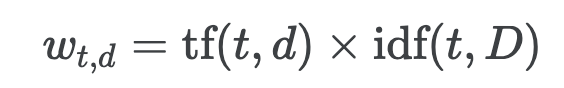 w_{t,d} = tf(t, d) × idf(t, D)